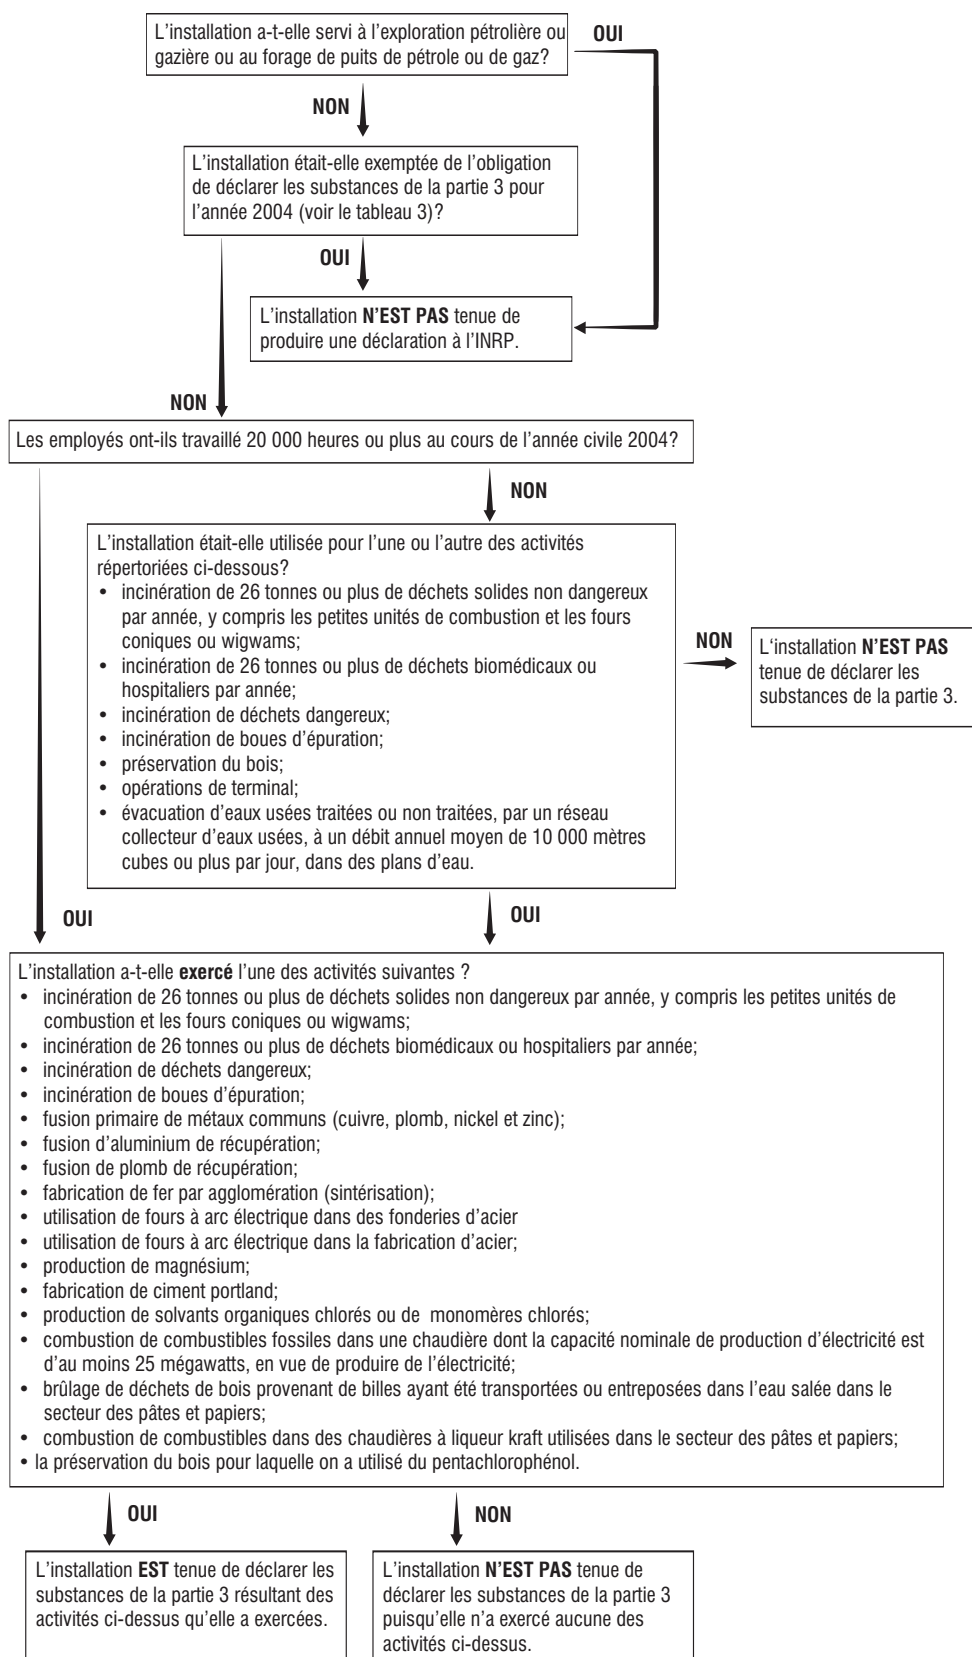 L'installation a-t-elle servi à l'exploration pétrolière ou
gazière ou au forage de puits de pétrole ou de gaz?
OUI
NON
L'installation était-elle exemptée de l'obligation
de déclarer les substances de la partie 3 pour
l'année 2004 (voir le tableau 3)?
OUI
L'installation N'EST PAS tenue de
produire une déclaration à l'INRP.
NON
Les employés ont-ils travaillé 20 000 heures ou plus au cours de l'année civile 2004?
NON
L'installation était-elle utilisée pour l'une ou l'autre des activités
répertoriées ci-dessous?
• incinération de 26 tonnes ou plus de déchets solides non dangereux
par année, y compris les petites unités de combustion et les fours
coniques ou wigwams;
• incinération de 26 tonnes ou plus de déchets biomédicaux ou
hospitaliers par année;
• incinération de déchets dangereux;
• incinération de boues d'épuration;
• préservation du bois;
• opérations de terminal;
• évacuation d'eaux usées traitées ou non traitées, par un réseau
collecteur d'eaux usées, à un débit annuel moyen de 10 000 mètres
cubes ou plus par jour, dans des plans d'eau.
NON
L'installation N'EST PAS
tenue de déclarer les
substances de la partie 3.
OUI
OUI
L'installation a-t-elle exercé l'une des activités suivantes ?
• incinération de 26 tonnes ou plus de déchets solides non dangereux par année, y compris les petites unités de
combustion et les fours coniques ou wigwams;
• incinération de 26 tonnes ou plus de déchets biomédicaux ou hospitaliers par année;
• incinération de déchets dangereux;
• incinération de boues d'épuration;
• fusion primaire de métaux communs (cuivre, plomb, nickel et zinc);
• fusion d'aluminium de récupération;
• fusion de plomb de récupération;
• fabrication de fer par agglomération (sintérisation);
• utilisation de fours à arc électrique dans des fonderies d'acier
• utilisation de fours à arc électrique dans la fabrication d'acier;
• production de magnésium;
• fabrication de ciment portland;
• production de solvants organiques chlorés ou de monomères chlorés;
• combustion de combustibles fossiles dans une chaudière dont la capacité nominale de production d'électricité est
d'au moins 25 mégawatts, en vue de produire de l'électricité;
• brûlage de déchets de bois provenant de billes ayant été transportées ou entreposées dans l'eau salée dans le
secteur des pâtes et papiers;
• combustion de combustibles dans des chaudières à liqueur kraft utilisées dans le secteur des pâtes et papiers;
• la préservation du bois pour laquelle on a utilisé du pentachlorophénol.
OUI
NON
L'installation EST tenue de déclarer les
substances de la partie 3 résultant des
activités ci-dessus qu'elle a exercées.
L'installation N'EST PAS tenue de
déclarer les substances de la partie 3
puisqu'elle n'a exercé aucune des
activités ci-dessus.